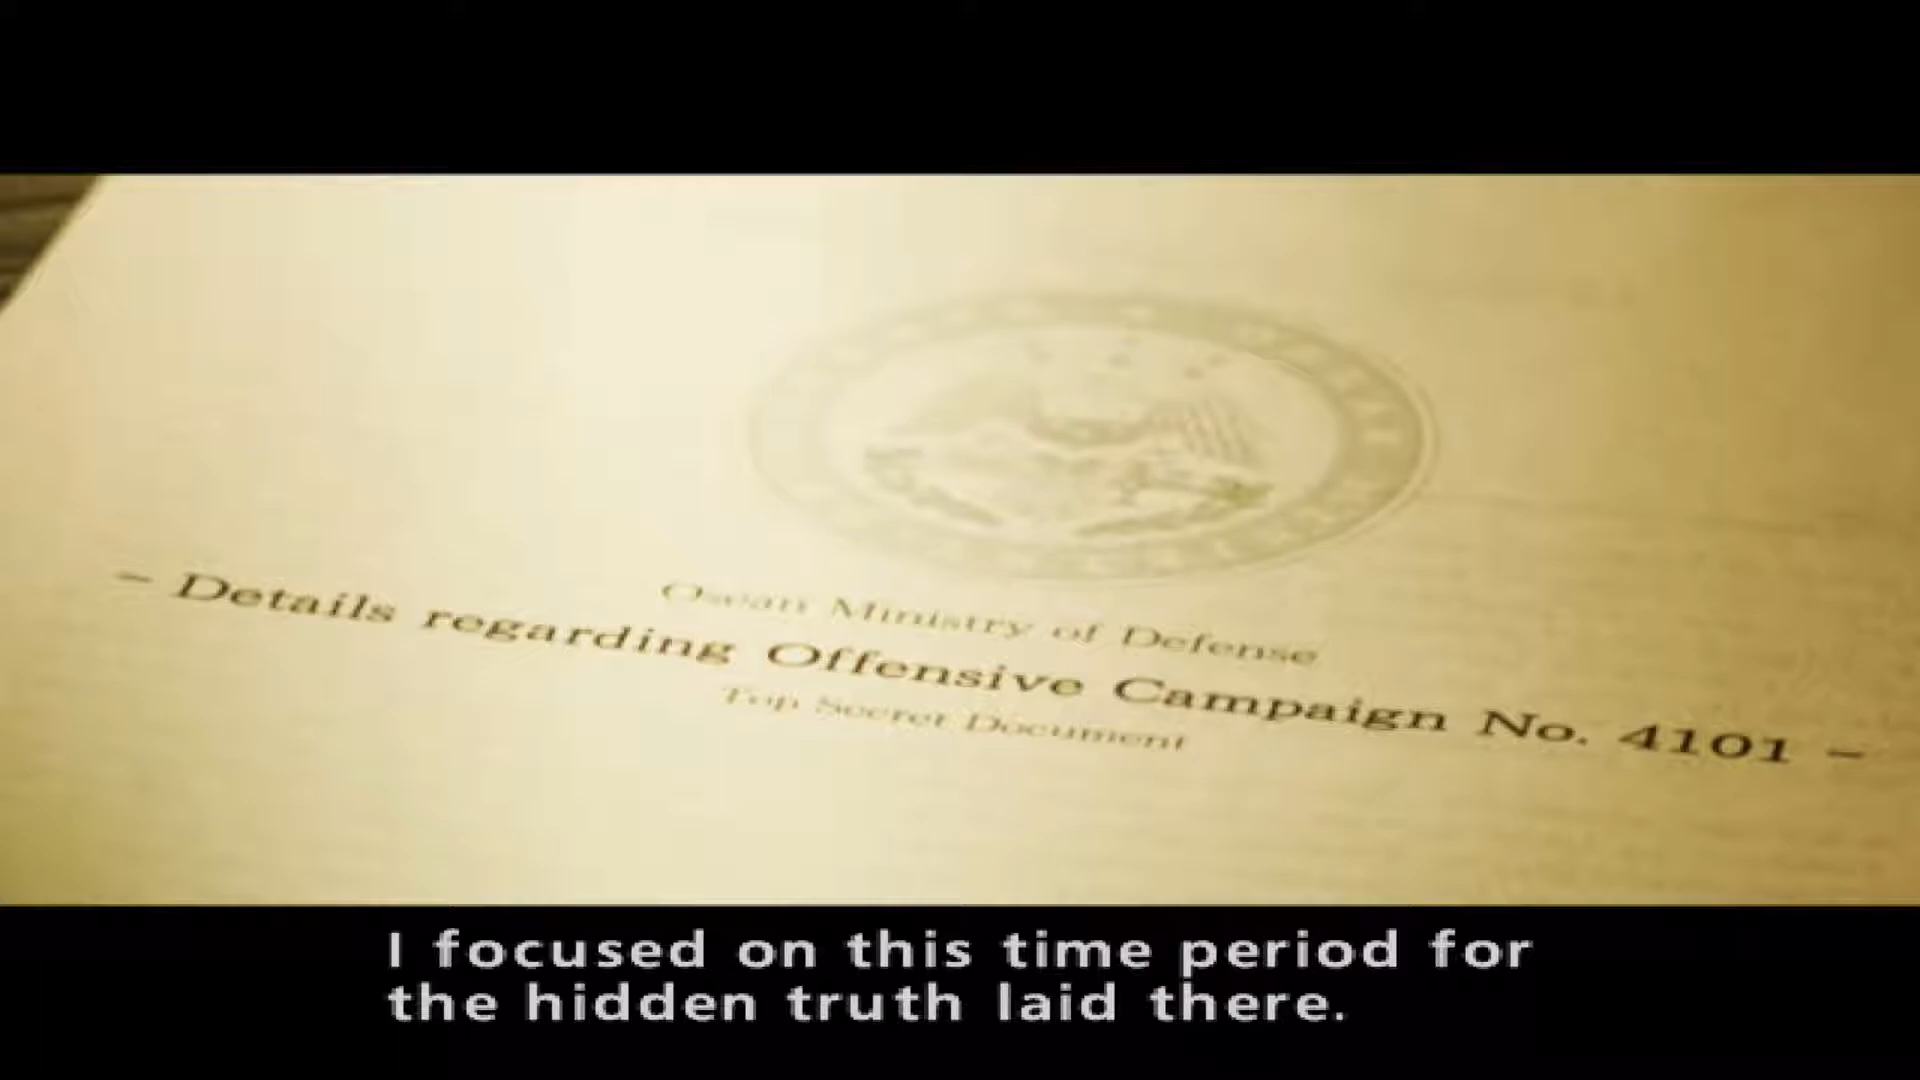 Osean Ministry of Defense
– Details regarding Offensive Campaign No. 4101 –
Top Secret Document
I focused on this time period for
the hidden truth laid there.